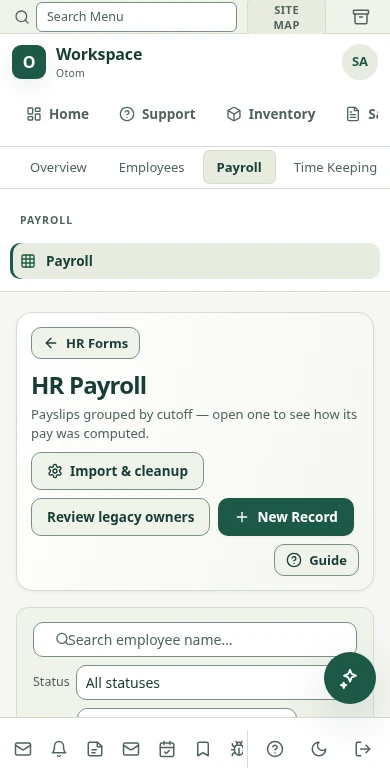 Search Menu
SITE
MAP
O
Workspace
Otom
SA
Home
Support
Inventory
Overview
Employees
Payroll
Time Keeping
PAYROLL
Payroll
HR Forms
HR Payroll
Payslips grouped by cutoff — open one to see how its
pay was computed.
Import & cleanup
Review legacy owners
New Record
Guide
Search employee name...
Status
All statuses